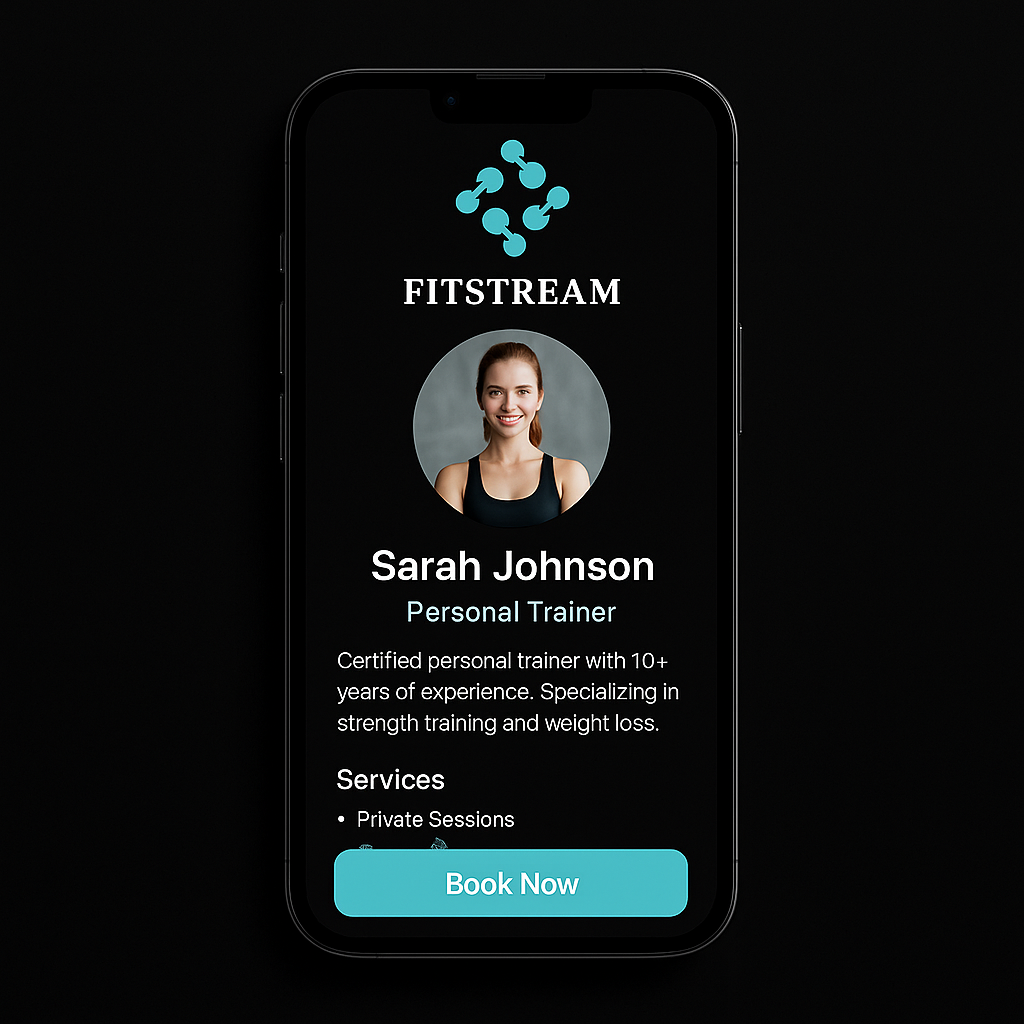 FITSTREAM
Sarah Johnson
Personal Trainer
Certified personal trainer with 10+
years of experience. Specializing in
strength training and weight loss.
Services
• Private Sessions
Book Now